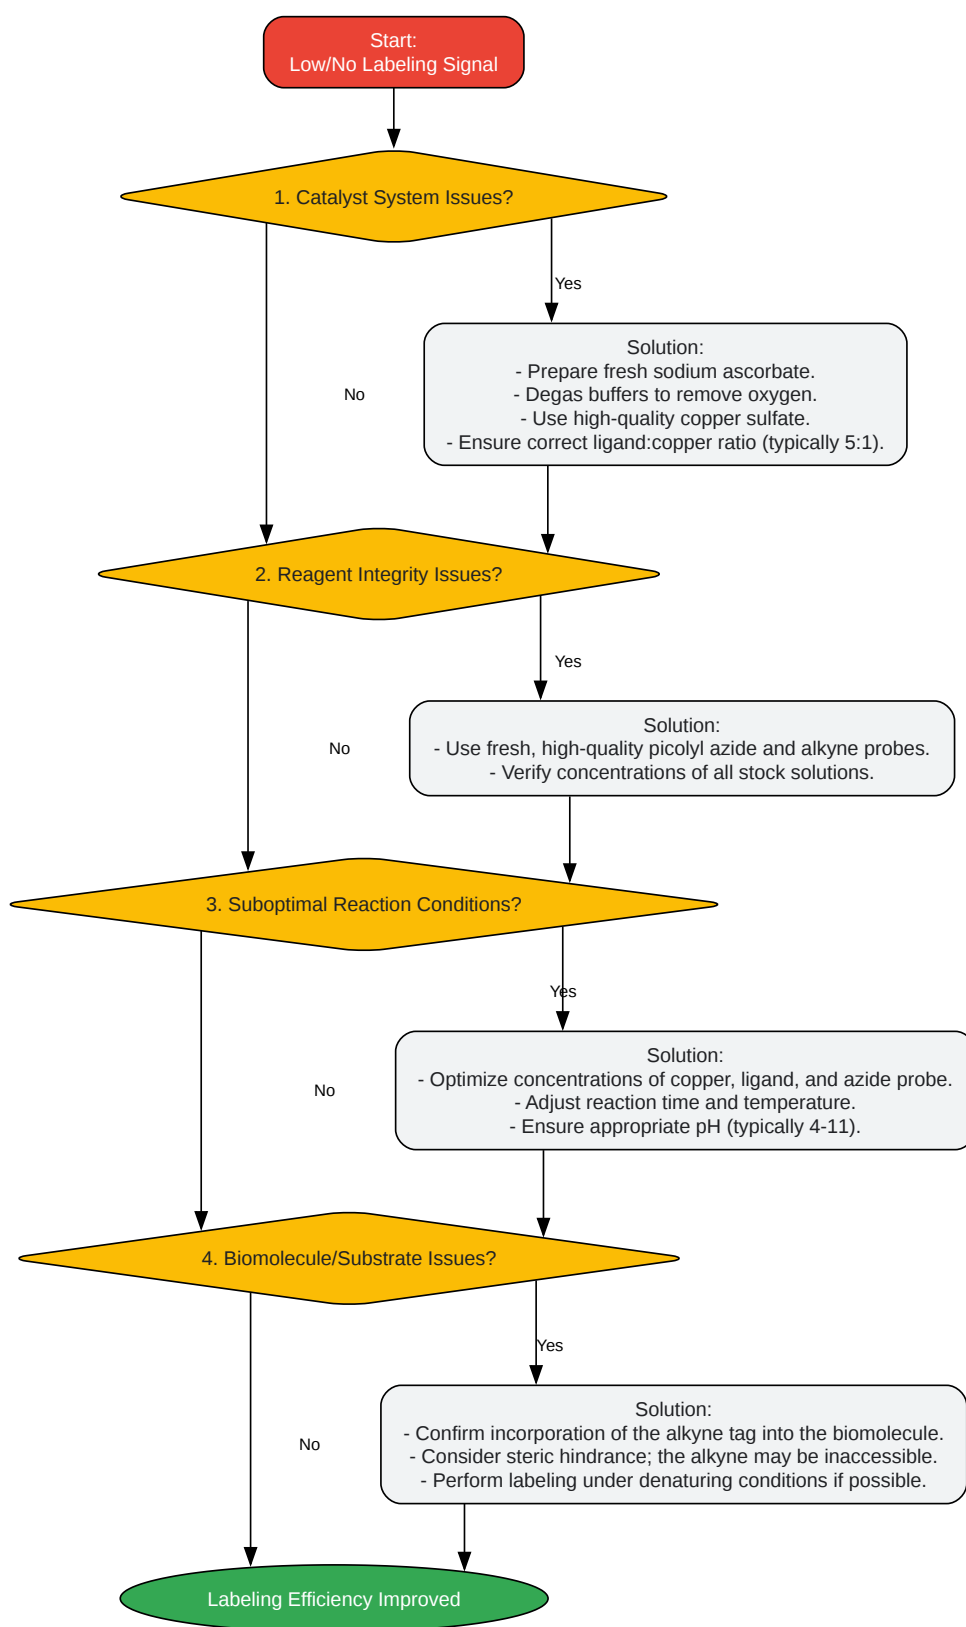 Start:
Low/No Labeling Signal
1. Catalyst System Issues?
Yes
Solution:
- Prepare fresh sodium ascorbate.
- Degas buffers to remove oxygen.
- Use high-quality copper sulfate.
- Ensure correct ligand:copper ratio (typically 5:1).
No
2. Reagent Integrity Issues?
Yes
Solution:
- Use fresh, high-quality picolyl azide and alkyne probes.
- Verify concentrations of all stock solutions.
No
3. Suboptimal Reaction Conditions?
Yes
Solution:
- Optimize concentrations of copper, ligand, and azide probe.
- Adjust reaction time and temperature.
- Ensure appropriate pH (typically 4-11).
No
4. Biomolecule/Substrate Issues?
Yes
Solution:
- Confirm incorporation of the alkyne tag into the biomolecule.
- Consider steric hindrance; the alkyne may be inaccessible.
- Perform labeling under denaturing conditions if possible.
No
Labeling Efficiency Improved